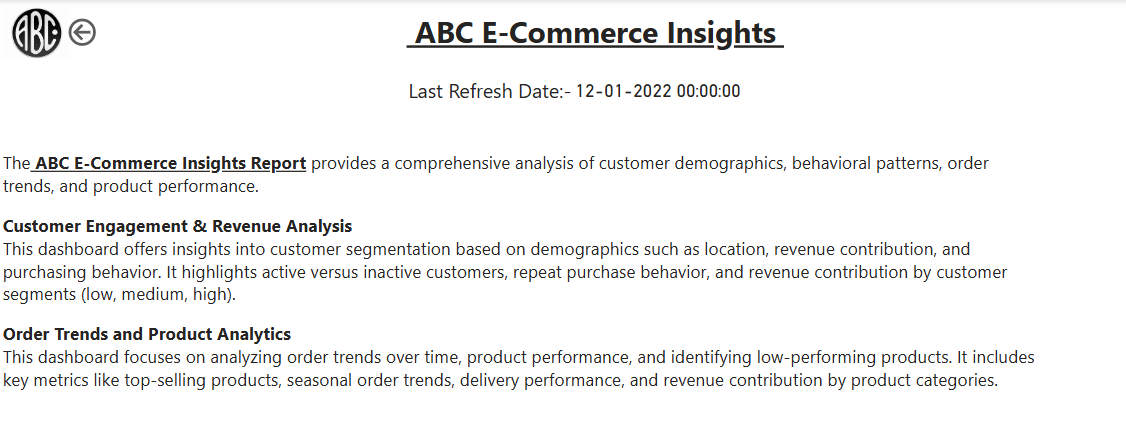 ABC
ABC E-Commerce Insights
Last Refresh Date:- 12-01-2022 00:00:00
The ABC E-Commerce Insights Report provides a comprehensive analysis of customer demographics, behavioral patterns, order
trends, and product performance.
Customer Engagement & Revenue Analysis
This dashboard offers insights into customer segmentation based on demographics such as location, revenue contribution, and
purchasing behavior. It highlights active versus inactive customers, repeat purchase behavior, and revenue contribution by customer
segments (low, medium, high).
Order Trends and Product Analytics
This dashboard focuses on analyzing order trends over time, product performance, and identifying low-performing products. It includes
key metrics like top-selling products, seasonal order trends, delivery performance, and revenue contribution by product categories.